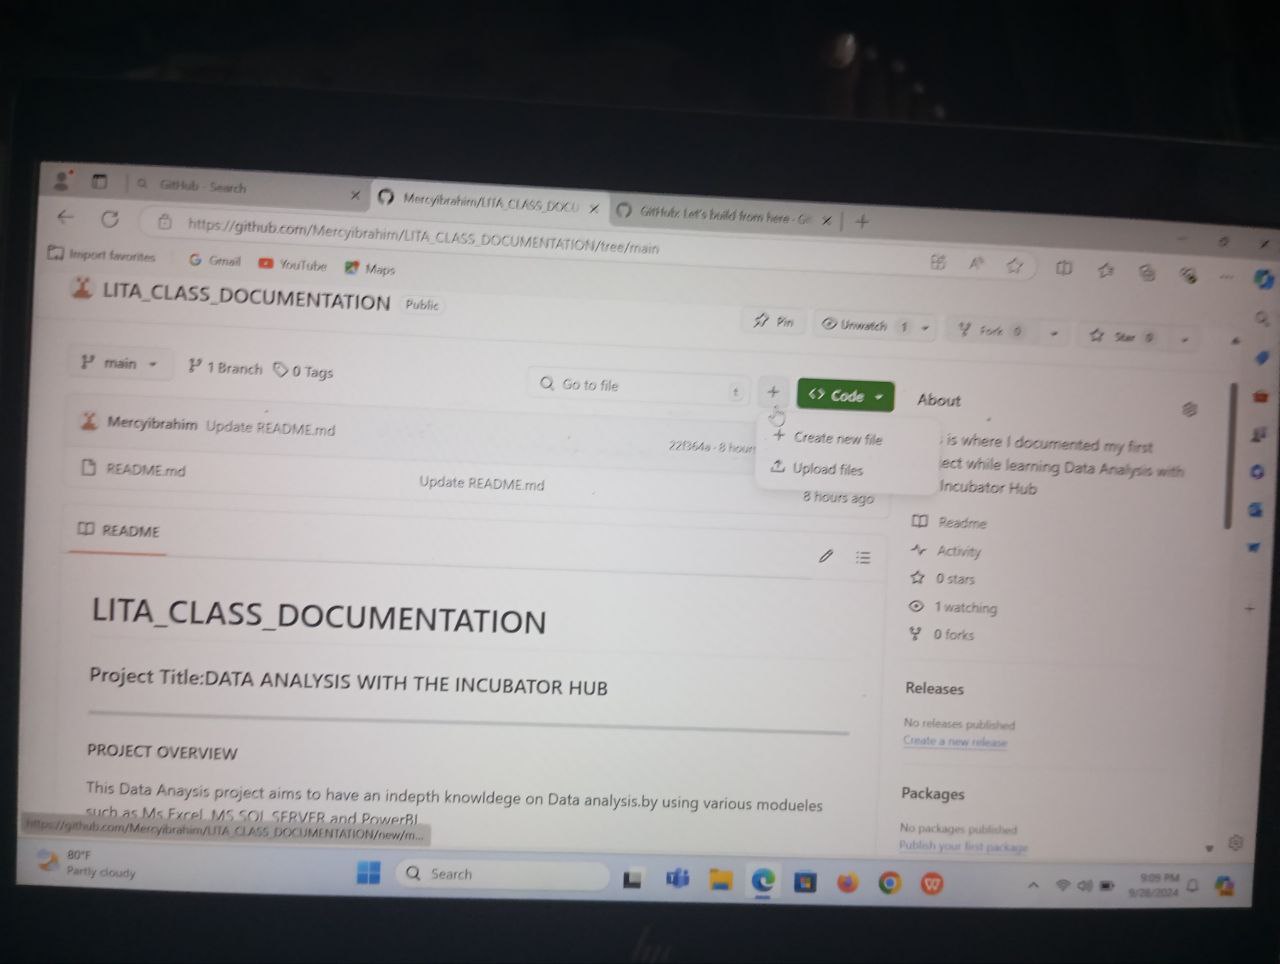 GitHub - Search
Mercyibrahim/LITA_CLASS_DOCU
GitHub: Let's build from here - Gi
https://github.com/Mercyibrahim/LITA_CLASS_DOCUMENTATION/tree/main
Import favorites
Gmail
YouTube
Maps
LITA_CLASS_DOCUMENTATION Public
Pin
Unwatch 1
Fork 0
Star 0
main
1 Branch
0 Tags
Go to file
t
Code
About
Mercyibrahim Update README.md
22f364a · 8 hour
Create new file
Upload files
is where I documented my first
ect while learning Data Analysis with
Incubator Hub
README.md
Update README.md
8 hours ago
README
Readme
Activity
0 stars
1 watching
0 forks
LITA_CLASS_DOCUMENTATION
Project Title:DATA ANALYSIS WITH THE INCUBATOR HUB
Releases
No releases published
Create a new release
PROJECT OVERVIEW
This Data Anaysis project aims to have an indepth knowldege on Data analysis.by using various modueles
such as Ms Excel, MS SQL SERVER and PowerBI
Packages
No packages published
Publish your first package
https://github.com/Mercyibrahim/LITA_CLASS_DOCUMENTATION/new/m...
80°F
Partly cloudy
Search
9:09 PM
9/28/2024
hp